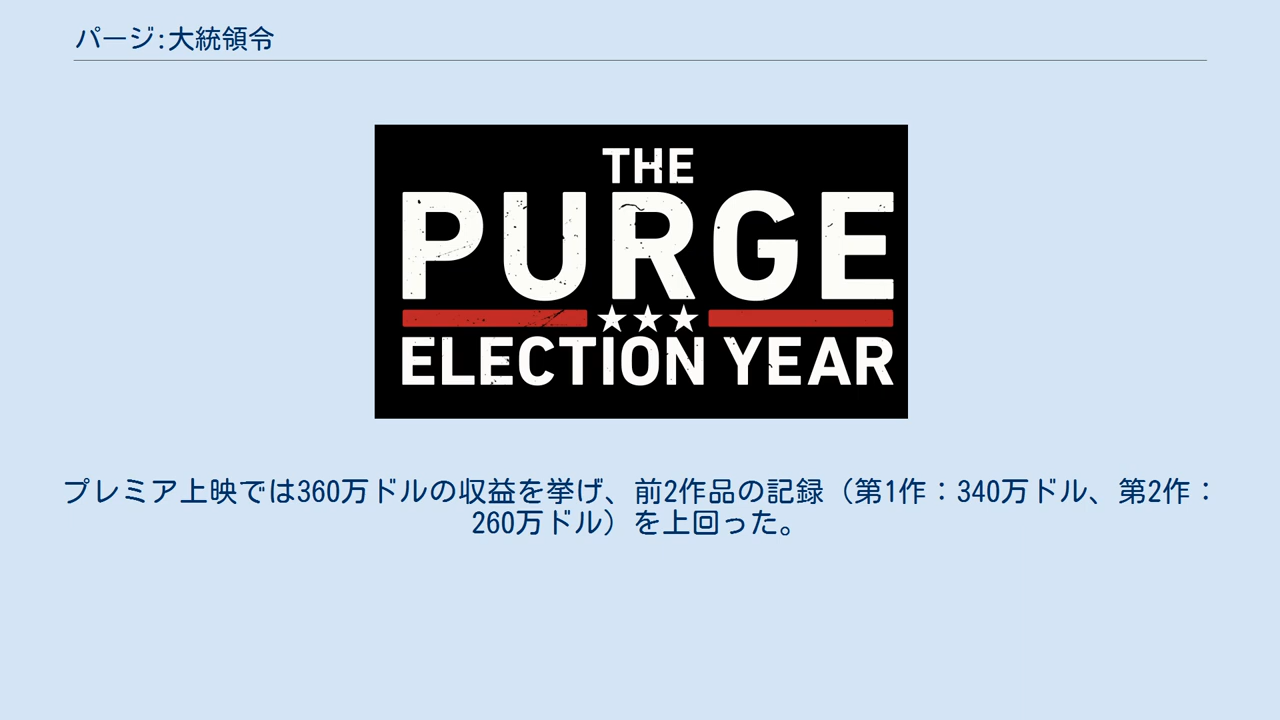 パージ:大統領令
THE
PURGE
★★★
ELECTION YEAR
プレミア上映では360万ドルの収益を挙げ、前2作品の記録（第1作：340万ドル、第2作：
260万ドル）を上回った。